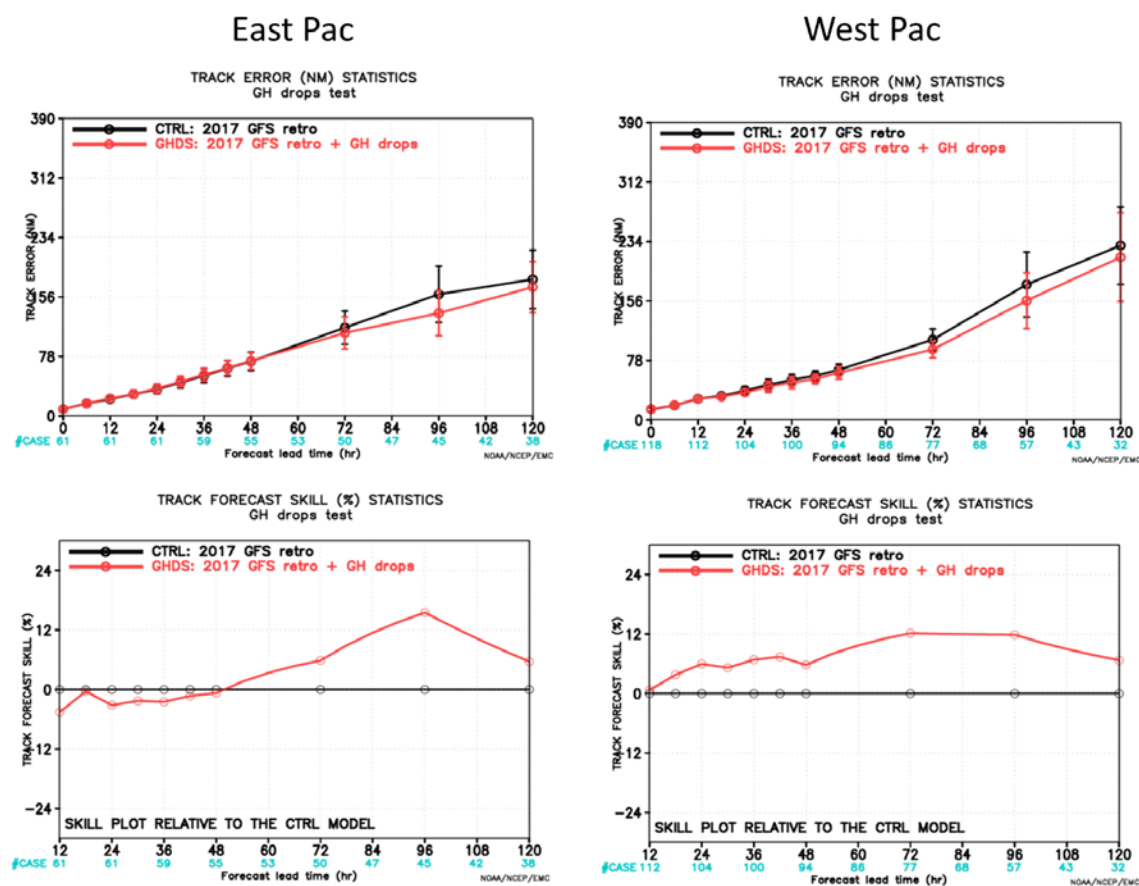 East Pac
TRACK ERROR (NM) STATISTICS
GH drops test
CTRL: 2017 GFS retro
GHDS: 2017 GFS retro + GH drops
TRACK ERROR (NM)
390
312
234
156
78
0
0 12 24 36 48 60 72 84 96 108 120
#CASE 61 61 61 59 55 53 50 47 45 42 38
Forecast lead time (hr)
NOAA/NCEP/EMC
West Pac
TRACK ERROR (NM) STATISTICS
GH drops test
CTRL: 2017 GFS retro
GHDS: 2017 GFS retro + GH drops
TRACK ERROR (NM)
390
312
234
156
78
0
0 12 24 36 48 60 72 84 96 108 120
#CASE 118 112 104 100 94 86 77 68 57 43 32
Forecast lead time (hr)
NOAA/NCEP/EMC
TRACK FORECAST SKILL (%) STATISTICS
GH drops test
CTRL: 2017 GFS retro
GHDS: 2017 GFS retro + GH drops
TRACK FORECAST SKILL (%)
24
12
0
-12
-24
SKILL PLOT RELATIVE TO THE CTRL MODEL
12 24 36 48 60 72 84 96 108 120
#CASE 61 61 59 55 53 50 47 45 42 38
Forecast lead time (hr)
NOAA/NCEP/EMC
TRACK FORECAST SKILL (%) STATISTICS
GH drops test
CTRL: 2017 GFS retro
GHDS: 2017 GFS retro + GH drops
TRACK FORECAST SKILL (%)
24
12
0
-12
-24
SKILL PLOT RELATIVE TO THE CTRL MODEL
12 24 36 48 60 72 84 96 108 120
#CASE 112 104 100 94 86 77 68 57 43 32
Forecast lead time (hr)
NOAA/NCEP/EMC